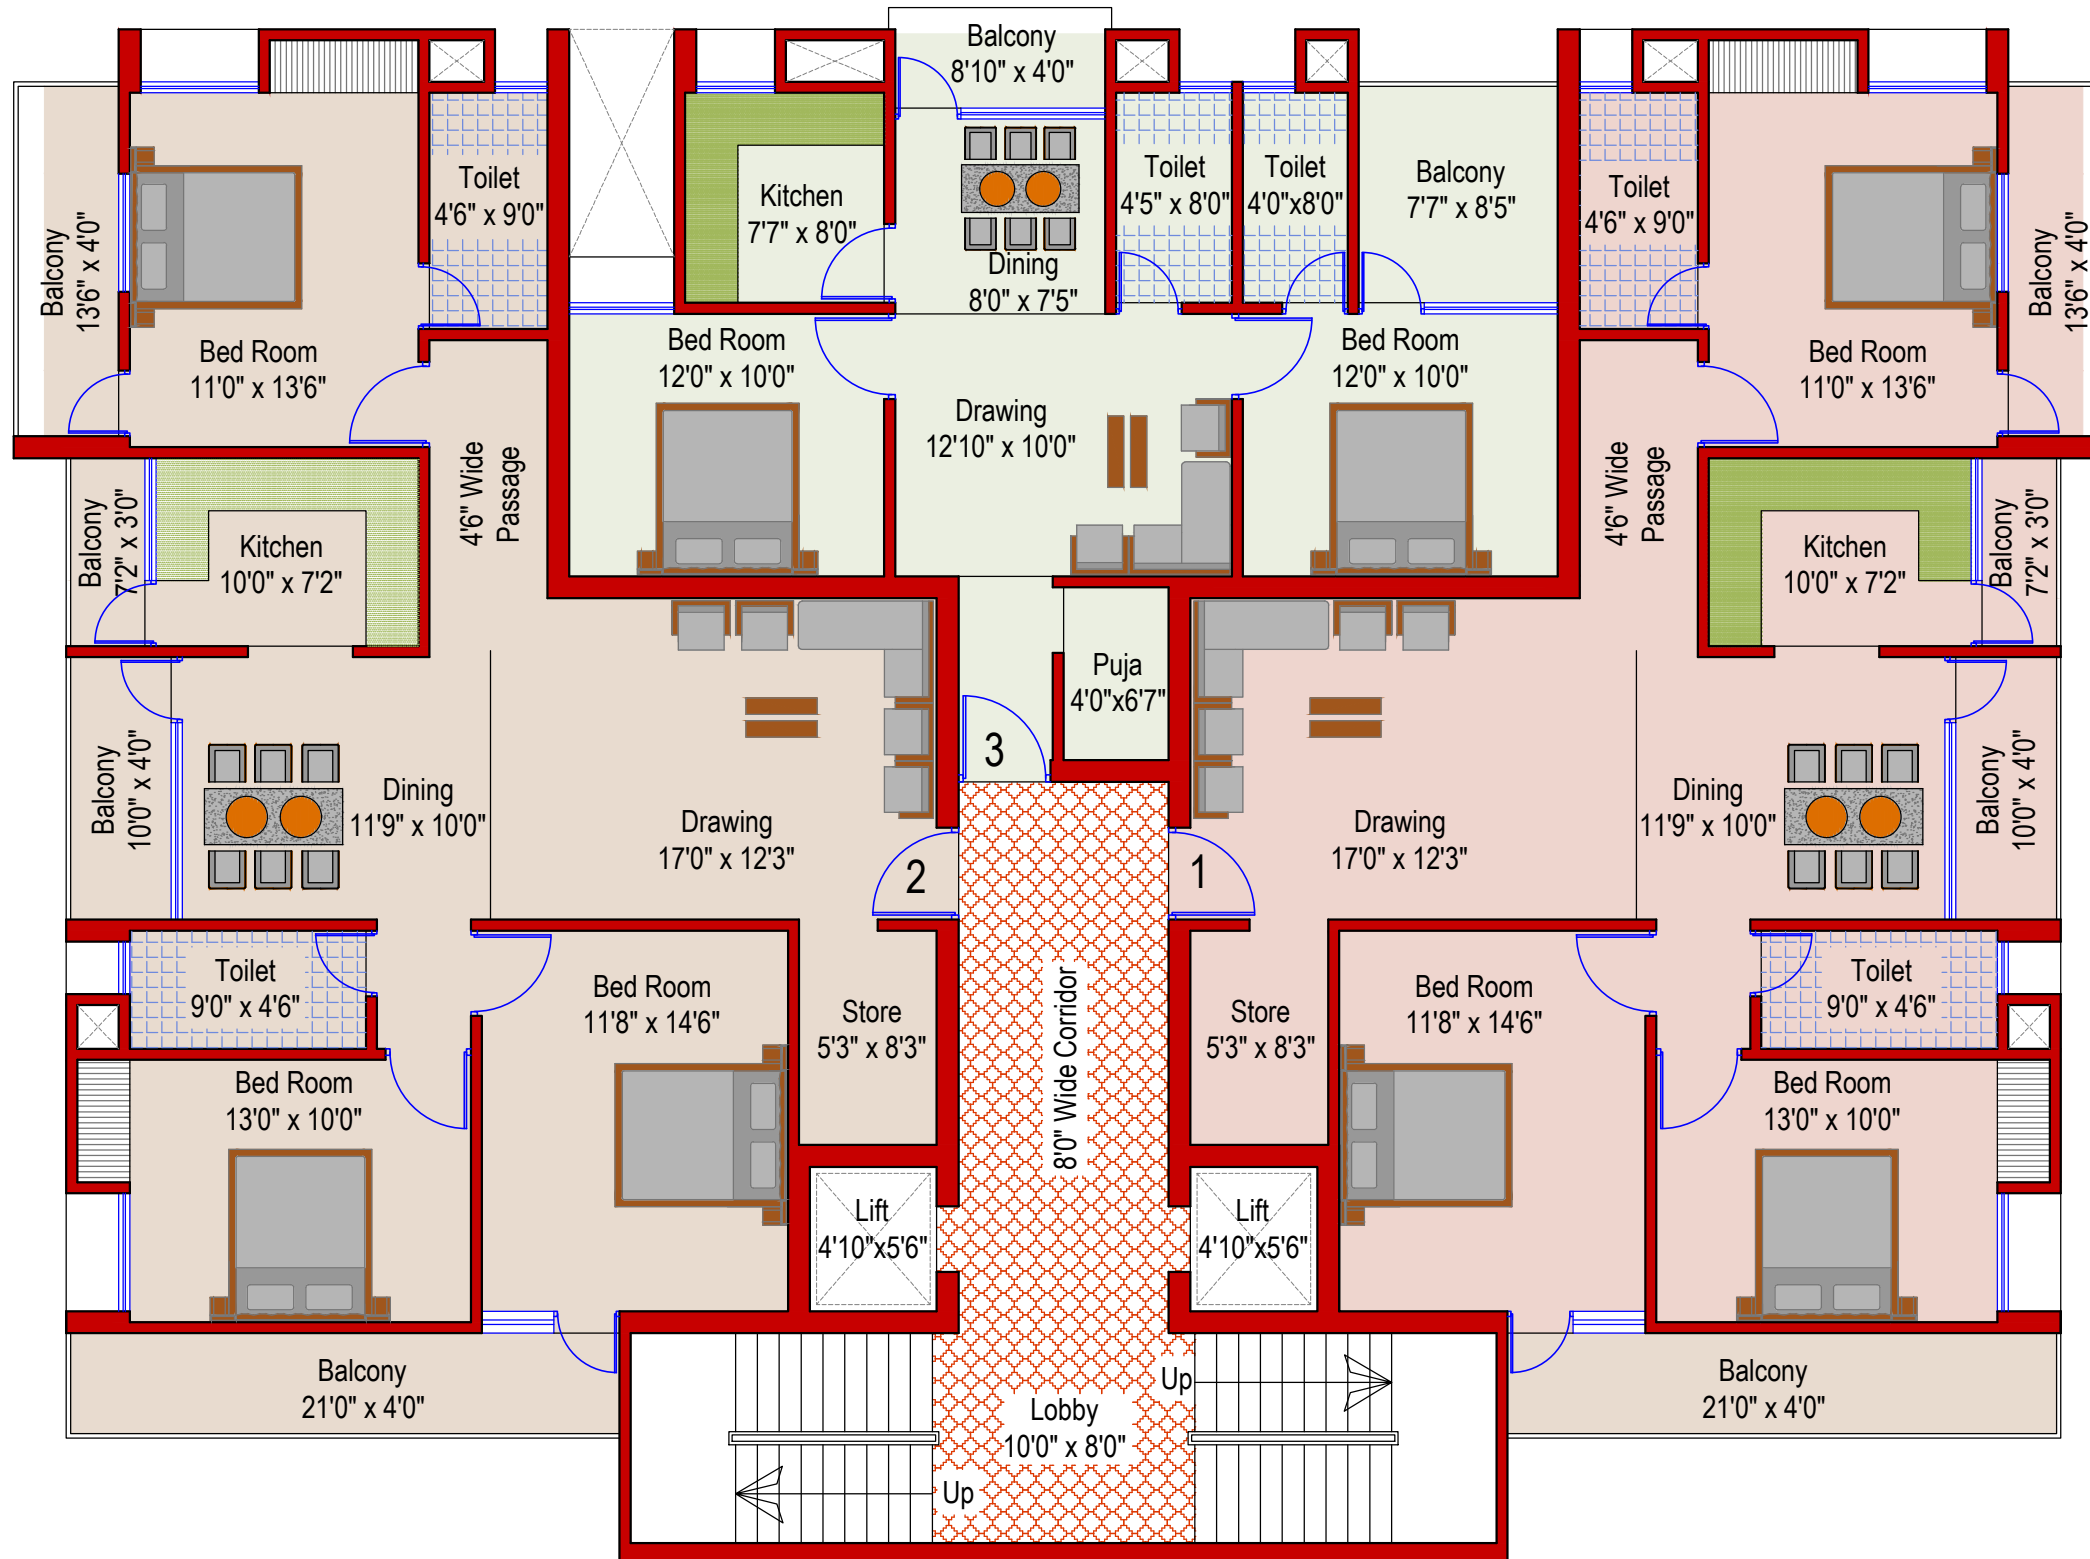 Balcony
8'10" x 4'0"
Toilet
4'6" x 9'0"
Kitchen
7'7" x 8'0"
Dining
8'0" x 7'5"
Toilet
4'5" x 8'0"
Toilet
4'0"x8'0"
Balcony
7'7" x 8'5"
Toilet
4'6" x 9'0"
Balcony
13'6" x 4'0"
Bed Room
11'0" x 13'6"
Bed Room
12'0" x 10'0"
Drawing
12'10" x 10'0"
Bed Room
12'0" x 10'0"
Bed Room
11'0" x 13'6"
Balcony
13'6" x 4'0"
Balcony
7'2" x 3'0"
Kitchen
10'0" x 7'2"
4'6" Wide
Passage
4'6" Wide
Passage
Kitchen
10'0" x 7'2"
Balcony
7'2" x 3'0"
Puja
4'0"x6'7"
3
Balcony
10'0" x 4'0"
Dining
11'9" x 10'0"
Drawing
17'0" x 12'3"
2
1
Drawing
17'0" x 12'3"
Dining
11'9" x 10'0"
Balcony
10'0" x 4'0"
Toilet
9'0" x 4'6"
Bed Room
11'8" x 14'6"
Store
5'3" x 8'3"
8'0" Wide Corridor
Store
5'3" x 8'3"
Bed Room
11'8" x 14'6"
Toilet
9'0" x 4'6"
Bed Room
13'0" x 10'0"
Bed Room
13'0" x 10'0"
Lift
4'10"x5'6"
Lift
4'10"x5'6"
Balcony
21'0" x 4'0"
Up
Lobby
10'0" x 8'0"
Up
Balcony
21'0" x 4'0"